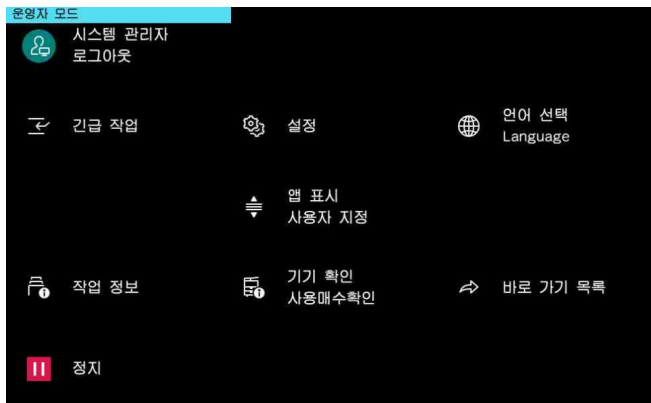 운영자 모드
시스템 관리자
로그아웃
긴급 작업
설정
언어 선택
Language
앱 표시
사용자 지정
작업 정보
기기 확인
사용매수확인
바로 가기 목록
정지